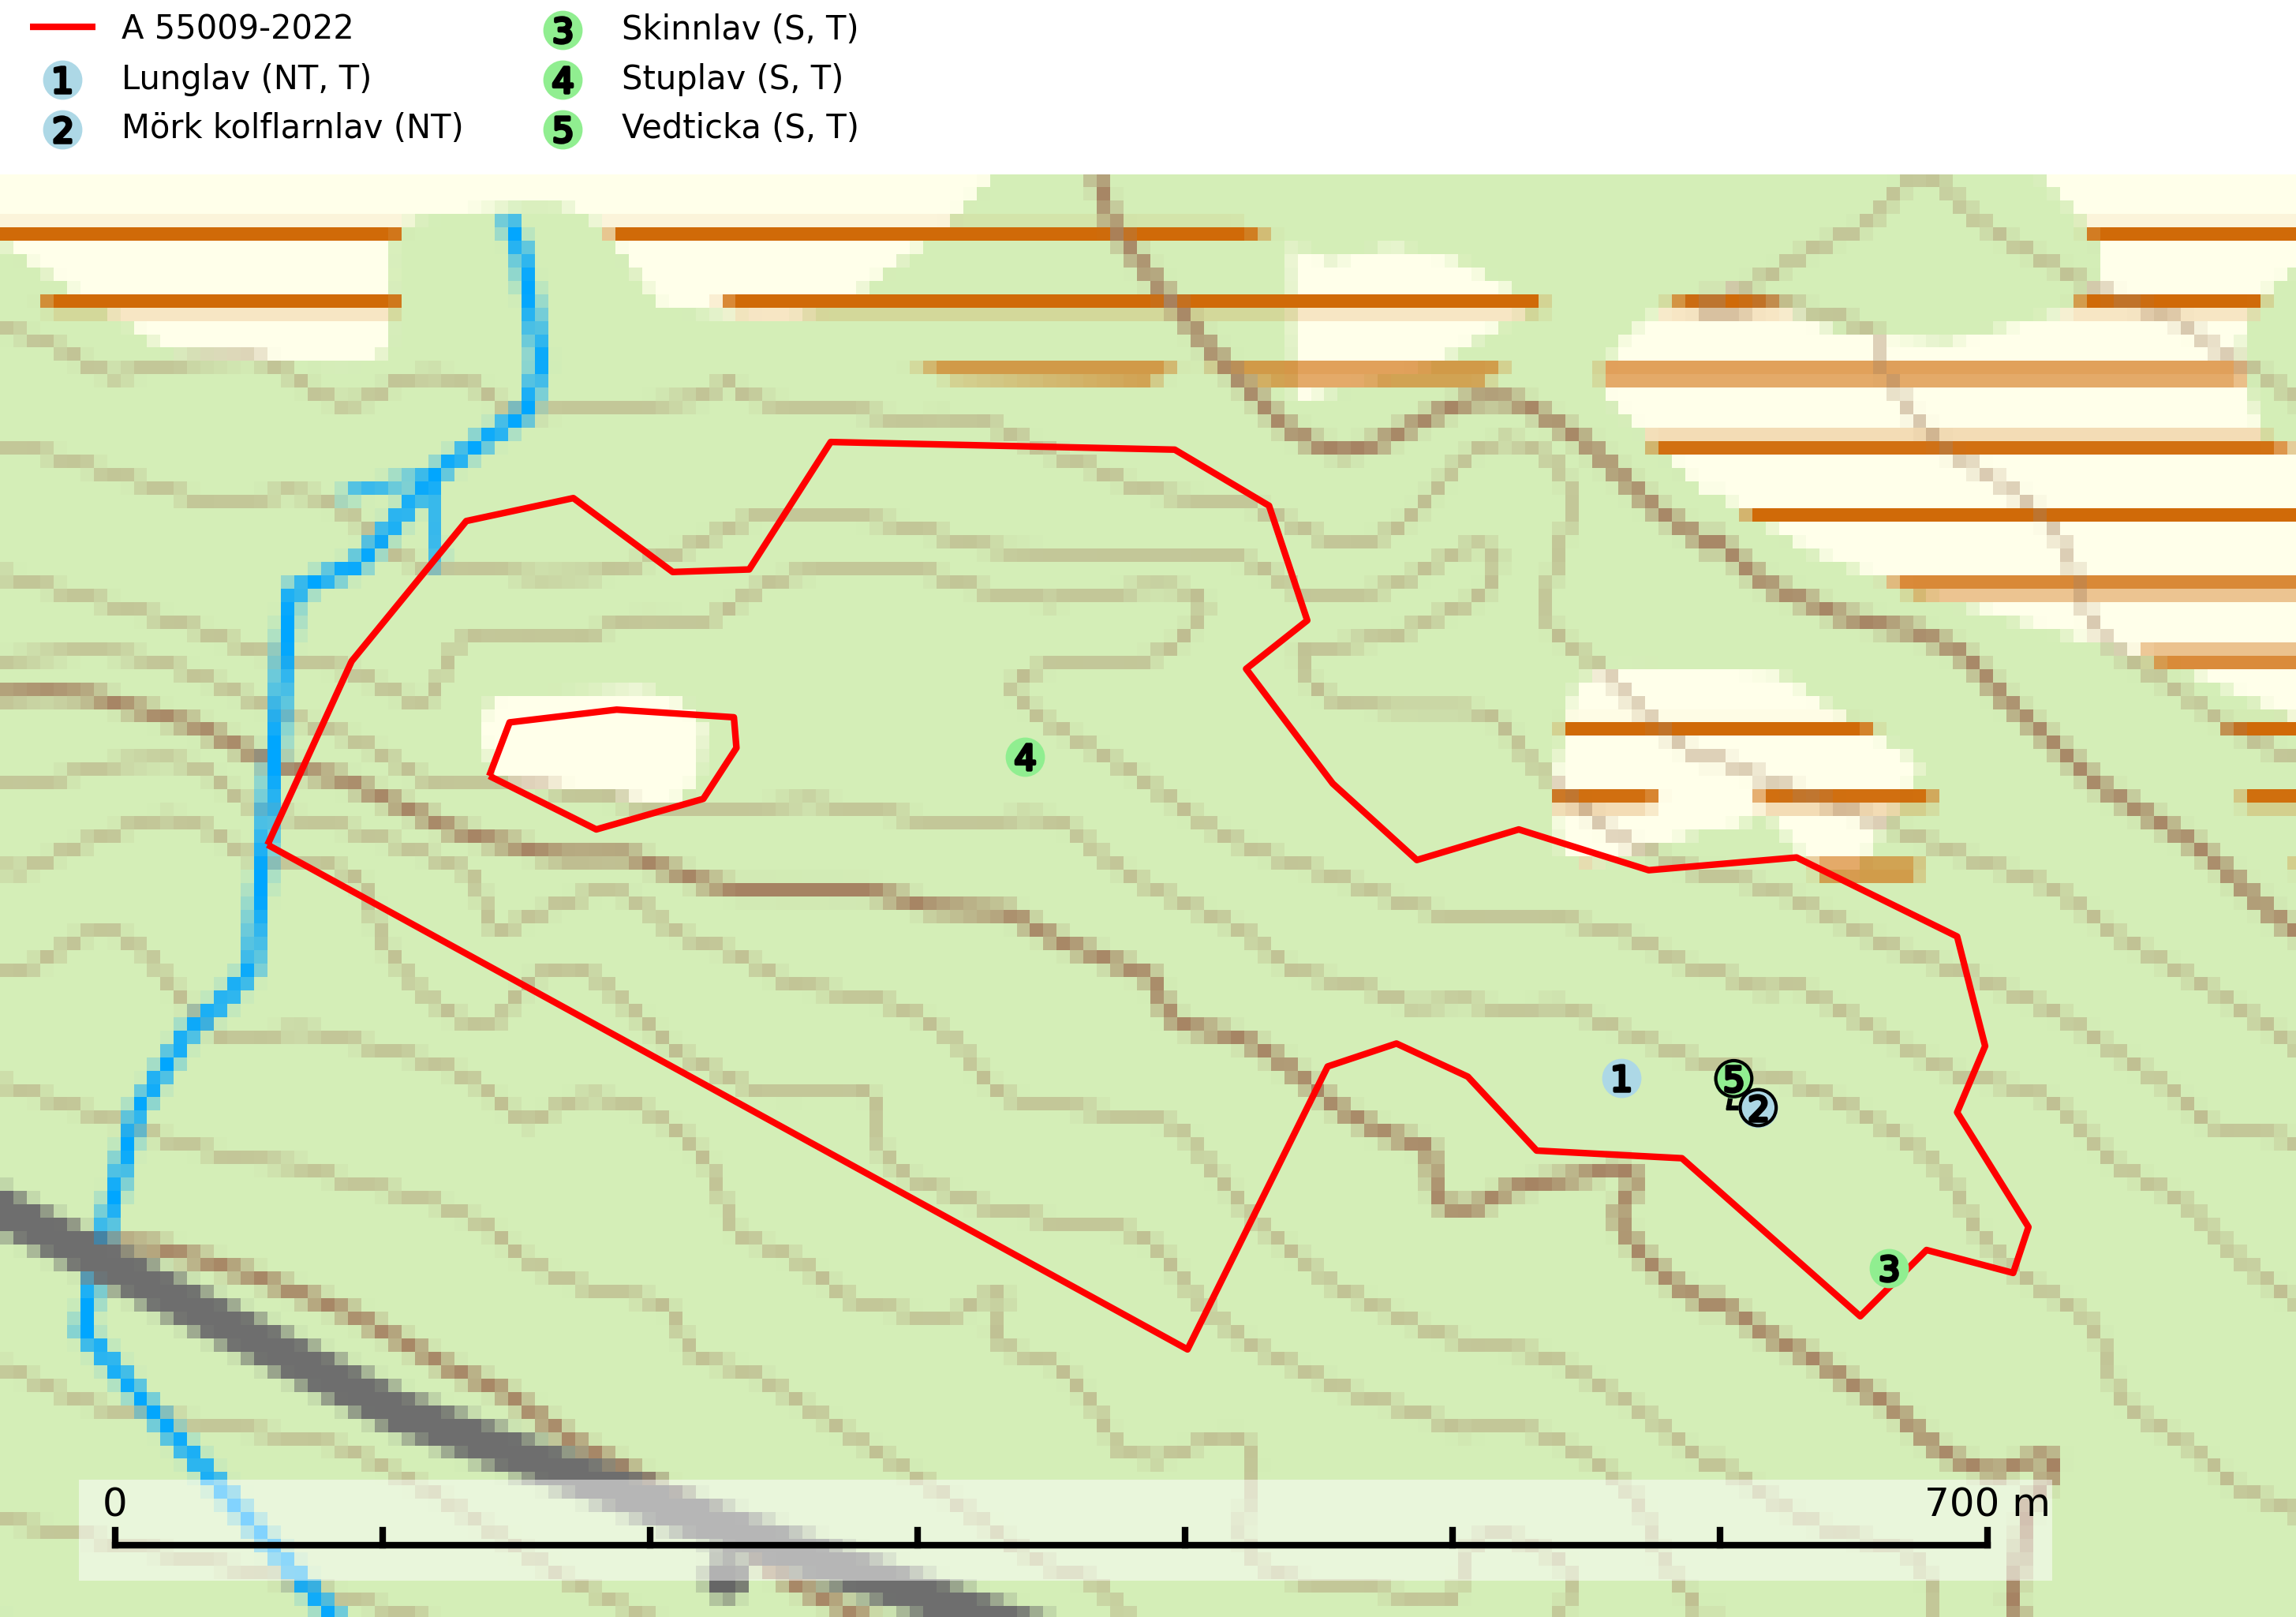 A 55009-2022
1 Lunglav (NT, T)
2 Mörk kolflarnlav (NT)
3 Skinnlav (S, T)
4 Stuplav (S, T)
5 Vedticka (S, T)
4
1
5
2
3
0 700 m